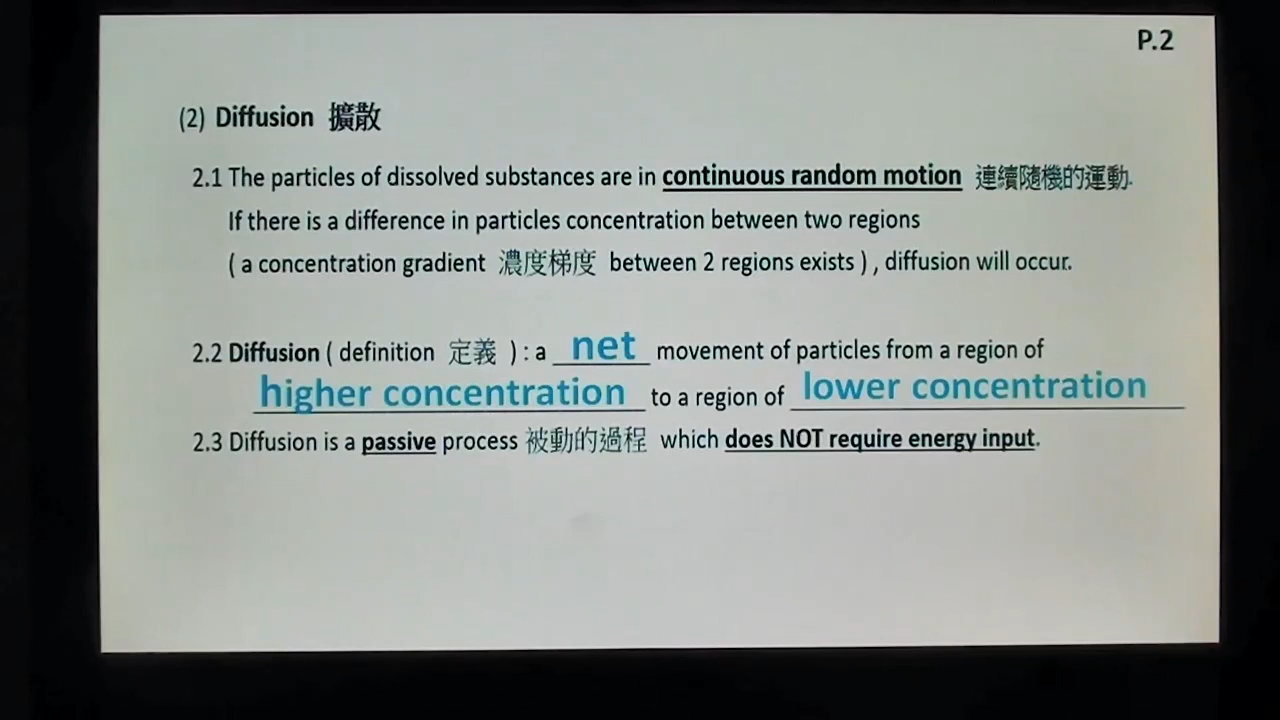 P.2
(2) Diffusion 擴散
2.1 The particles of dissolved substances are in continuous random motion 連續隨機的運動.
If there is a difference in particles concentration between two regions
( a concentration gradient 濃度梯度 between 2 regions exists ) , diffusion will occur.
2.2 Diffusion ( definition 定義 ) : a net movement of particles from a region of
higher concentration to a region of lower concentration
2.3 Diffusion is a passive process 被動的過程 which does NOT require energy input.